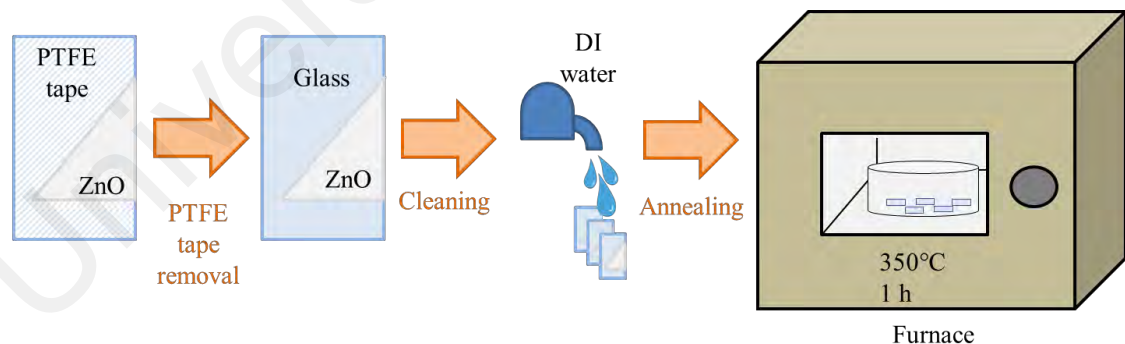 PTFE
tape
ZnO
PTFE
tape
removal
Glass
ZnO
Cleaning
DI
water
Annealing
350°C
1 h
Furnace